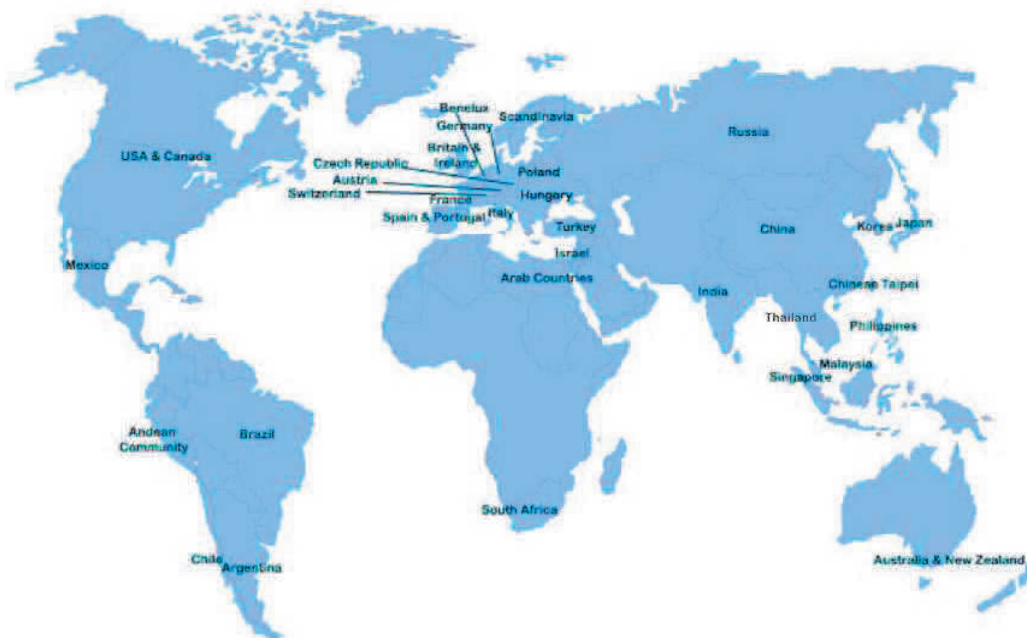 Benelux
Scandinavia
Germany
Russia
Britain &
Ireland
USA & Canada
Czech Republic
Poland
Austria
Switzerland
Hungory
France
Italy
Spain & Portugal
Turkey
China
Korea
Japan
Israel
Mexico
Arab Countries
India
Chinese Taipei
Thailand
Philippines
Malaysia
Singapore
Andean
Community
Brazil
South Africa
Chile
Argentina
Australia & New Zealand